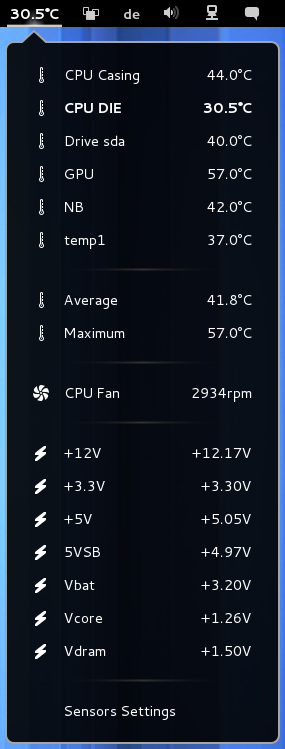 30.5°C de
CPU Casing 44.0°C
CPU DIE 30.5°C
Drive sda 40.0°C
GPU 57.0°C
NB 42.0°C
temp1 37.0°C
Average 41.8°C
Maximum 57.0°C
CPU Fan 2934rpm
+12V +12.17V
+3.3V +3.30V
+5V +5.05V
5VSB +4.97V
Vbat +3.20V
Vcore +1.26V
Vdram +1.50V
Sensors Settings